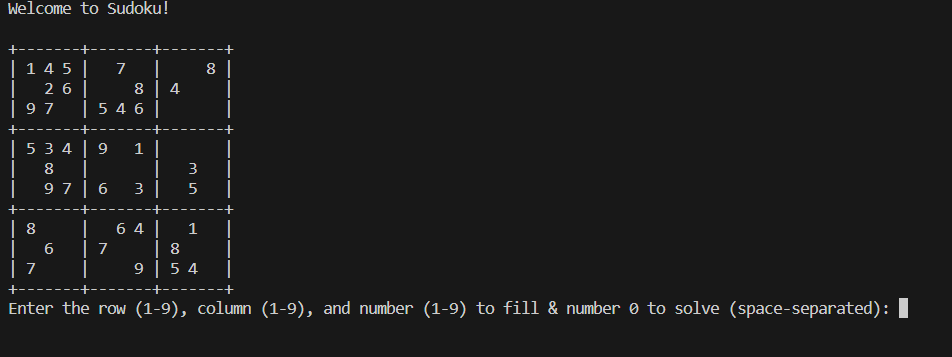 Welcome to Sudoku!

+-------+-------+-------+
| 1 4 5 |   7   |     8 |
|   2 6 |     8 | 4     |
| 9 7   | 5 4 6 |       |
+-------+-------+-------+
| 5 3 4 | 9   1 |       |
|   8   |       |   3   |
|   9 7 | 6   3 |   5   |
+-------+-------+-------+
| 8     |   6 4 |   1   |
|   6   | 7     | 8     |
| 7     |     9 | 5 4   |
+-------+-------+-------+
Enter the row (1-9), column (1-9), and number (1-9) to fill & number 0 to solve (space-separated):